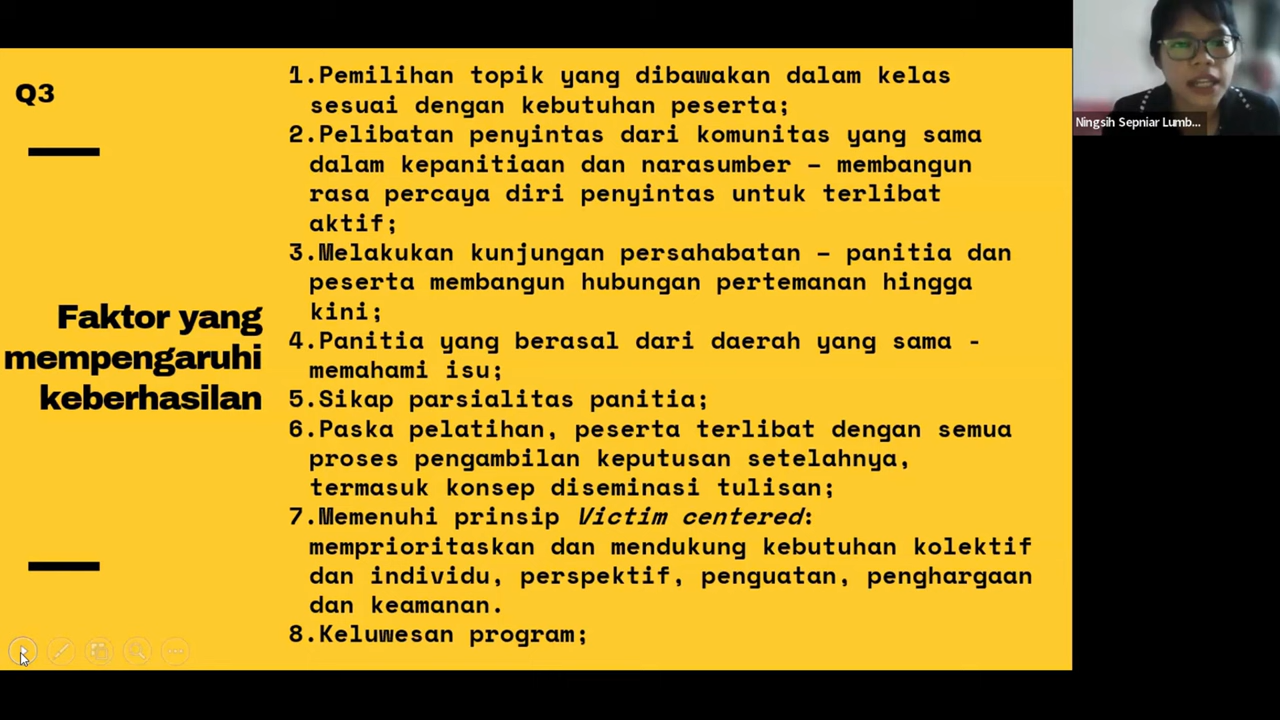 Q3
Faktor yang
mempengaruhi
keberhasilan
1.Pemilihan topik yang dibawakan dalam kelas
sesuai dengan kebutuhan peserta;
2.Pelibatan penyintas dari komunitas yang sama
dalam kepanitiaan dan narasumber – membangun
rasa percaya diri penyintas untuk terlibat
aktif;
3.Melakukan kunjungan persahabatan – panitia dan
peserta membangun hubungan pertemanan hingga
kini;
4.Panitia yang berasal dari daerah yang sama -
memahami isu;
5.Sikap parsialitas panitia;
6.Paska pelatihan, peserta terlibat dengan semua
proses pengambilan keputusan setelahnya,
termasuk konsep diseminasi tulisan;
7.Memenuhi prinsip Victim centered:
memprioritaskan dan mendukung kebutuhan kolektif
dan individu, perspektif, penguatan, penghargaan
dan keamanan.
8.Keluwesan program;
Ningsih Sepniar Lumb...